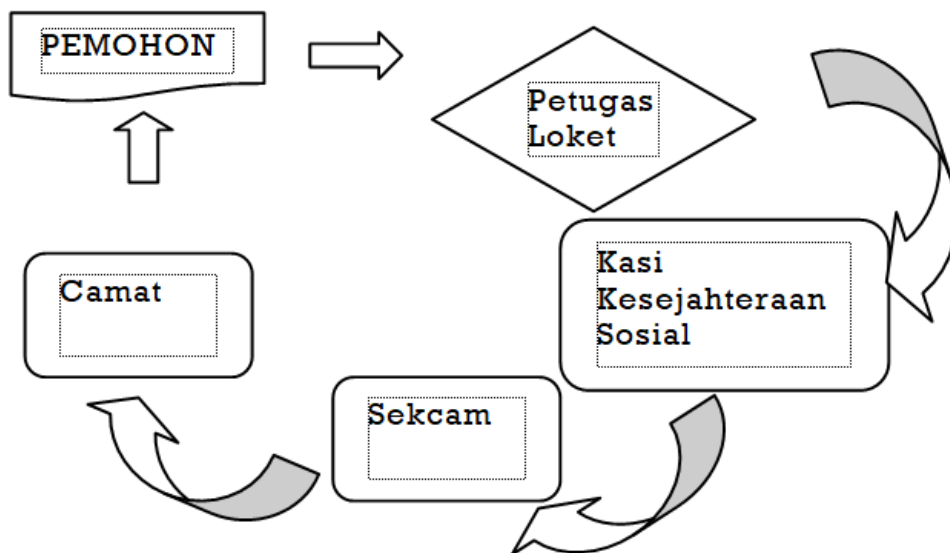 PEMOHON
Petugas
Loket
Kasi
Kesejahteraan
Sosial
Sekcam
Camat